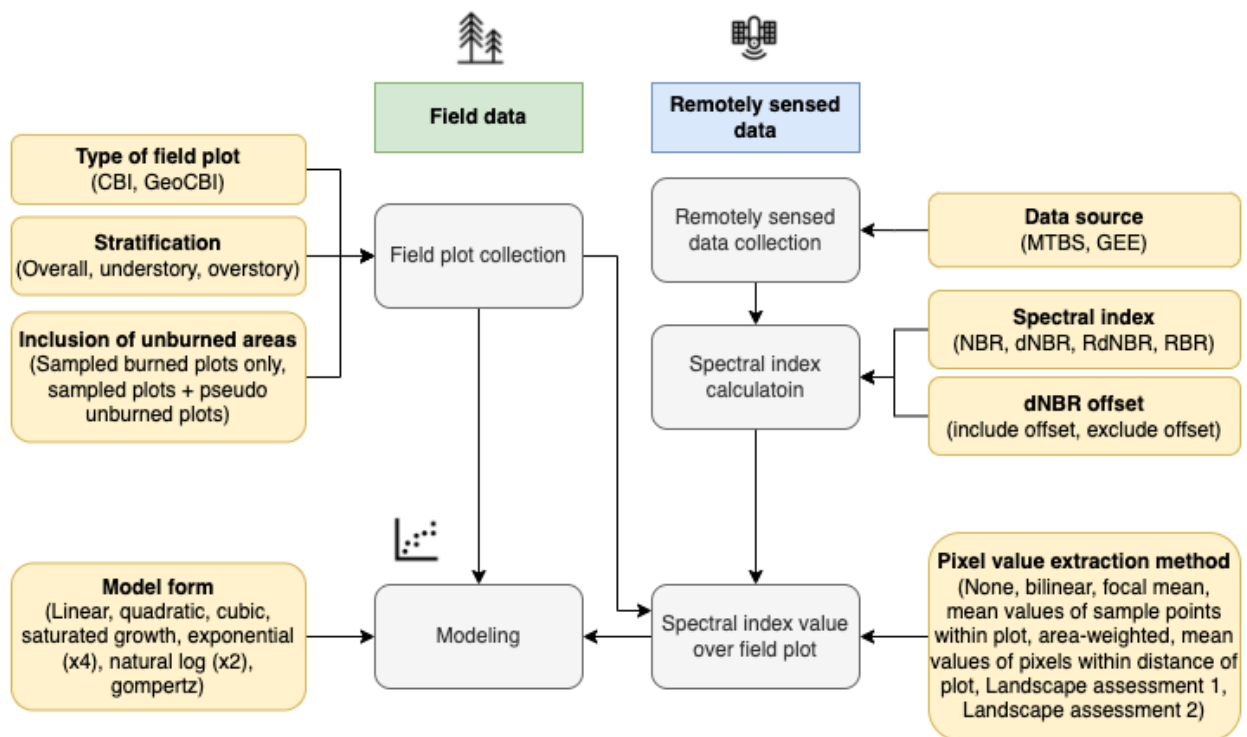 Field data
Remotely sensed
data
Type of field plot
(CBI, GeoCBI)
Stratification
(Overall, understory, overstory)
Inclusion of unburned areas
(Sampled burned plots only,
sampled plots + pseudo
unburned plots)
Field plot collection
Remotely sensed
data collection
Data source
(MTBS, GEE)
Spectral index
calculatoin
Spectral index
(NBR, dNBR, RdNBR, RBR)
dNBR offset
(include offset, exclude offset)
Model form
(Linear, quadratic, cubic,
saturated growth, exponential
(x4), natural log (x2),
gompertz)
Modeling
Spectral index value
over field plot
Pixel value extraction method
(None, bilinear, focal mean,
mean values of sample points
within plot, area-weighted, mean
values of pixels within distance of
plot, Landscape assessment 1,
Landscape assessment 2)